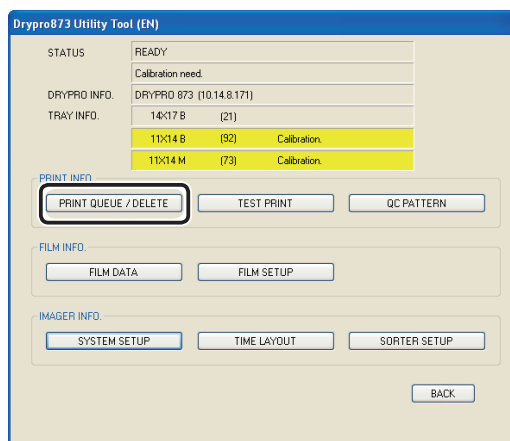 Drypro873 Utility Tool (EN)
STATUS READY
Calibration need.
DRYPRO INFO. DRYPRO 873 (10.14.8.171)
TRAY INFO. 14X17 B (21)
11X14 B (92) Calibration.
11X14 M (73) Calibration.
PRINT INFO
PRINT QUEUE / DELETE TEST PRINT QC PATTERN
FILM INFO.
FILM DATA FILM SETUP
IMAGER INFO.
SYSTEM SETUP TIME LAYOUT SORTER SETUP
BACK